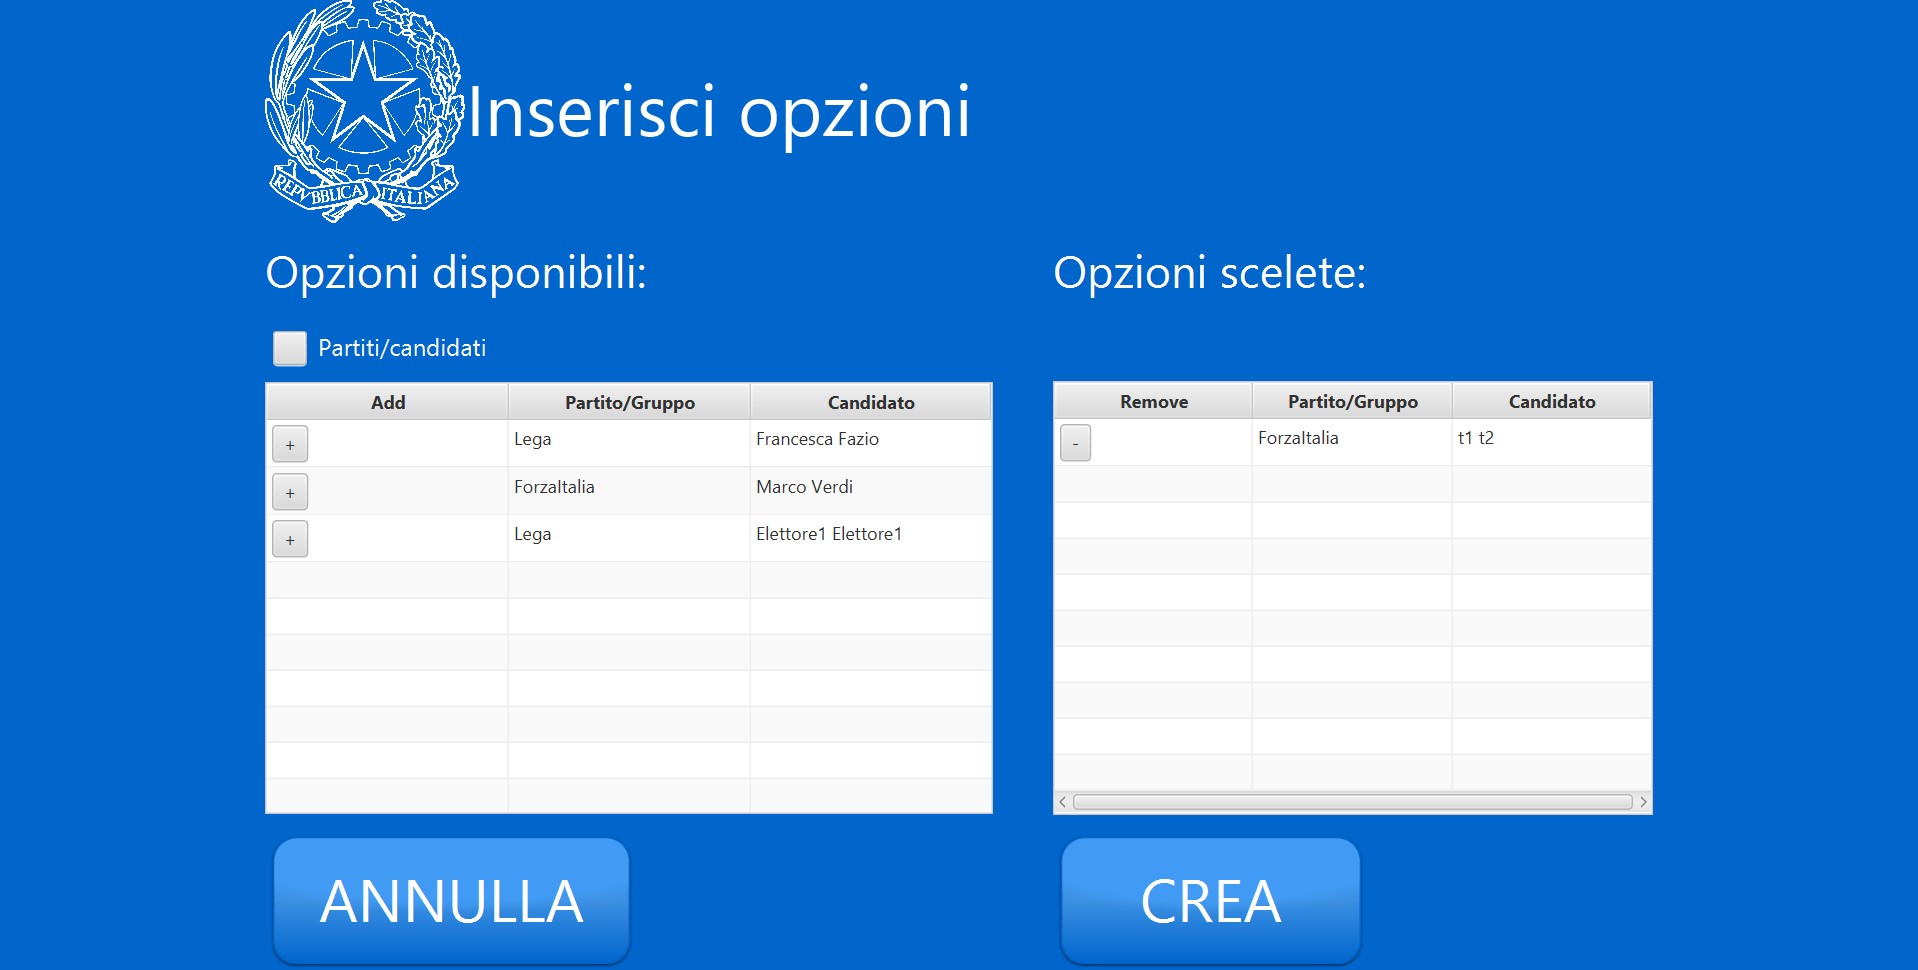 REPVBBLICA ITALIANA
Inserisci opzioni
Opzioni disponibili:
Partiti/candidati
Add Partito/Gruppo Candidato
+ Lega Francesca Fazio
+ ForzaItalia Marco Verdi
+ Lega Elettore1 Elettore1
ANNULLA
Opzioni scelete:
Remove Partito/Gruppo Candidato
- ForzaItalia t1 t2
CREA